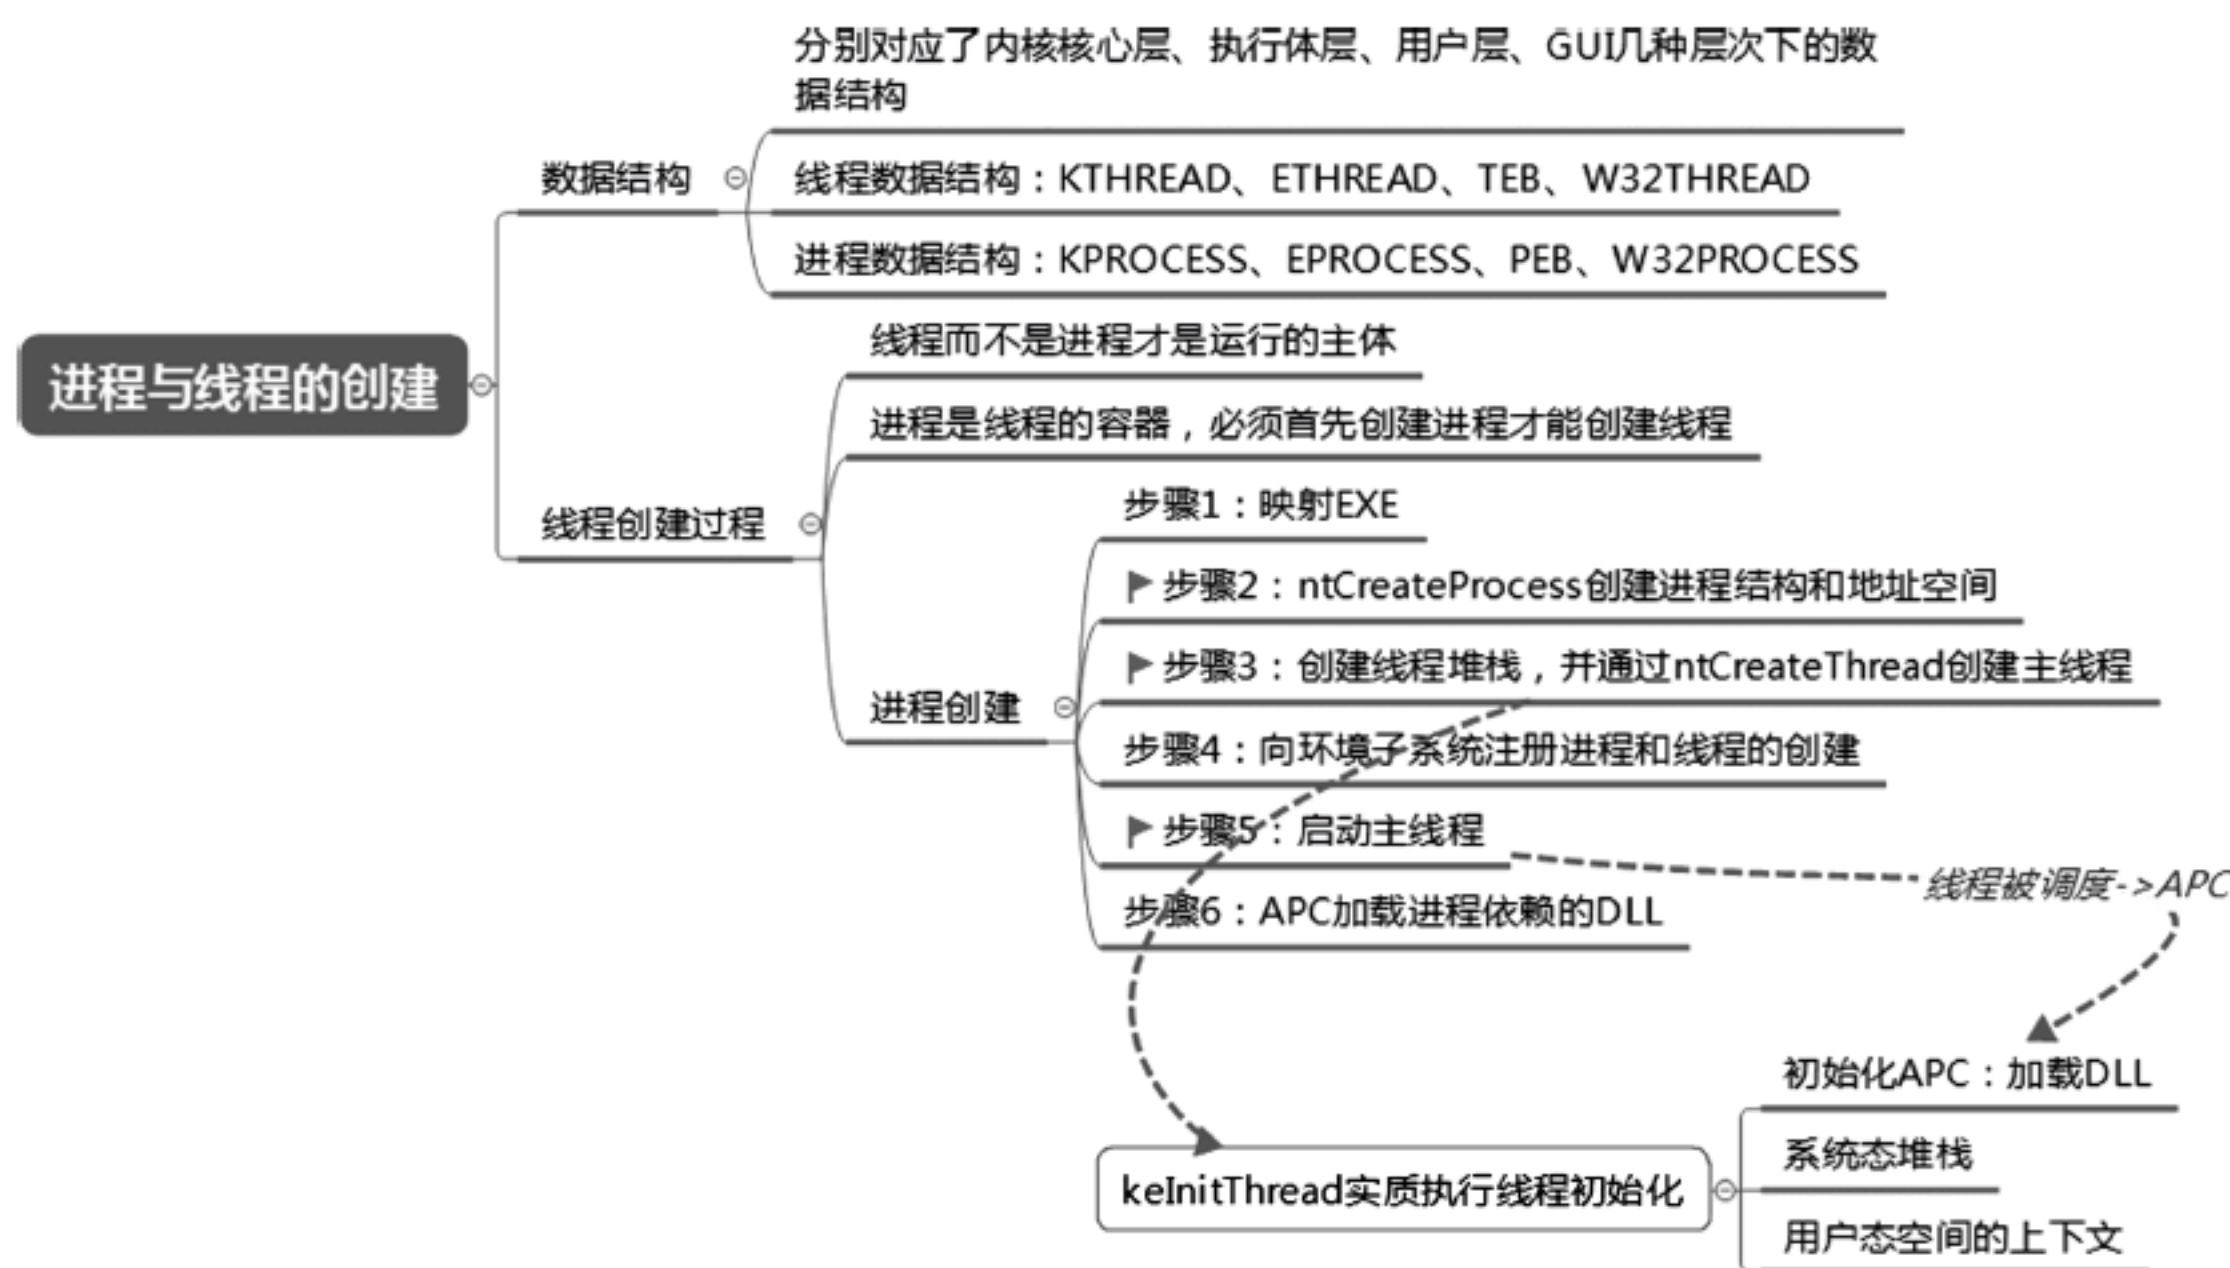 分别对应了内核核心层、执行体层、用户层、GUI几种层次下的数
据结构
数据结构
线程数据结构：KTHREAD、ETHREAD、TEB、W32THREAD
进程数据结构：KPROCESS、EPROCESS、PEB、W32PROCESS
进程与线程的创建
线程而不是进程才是运行的主体
进程是线程的容器，必须首先创建进程才能创建线程
线程创建过程
步骤1：映射EXE
步骤2：ntCreateProcess创建进程结构和地址空间
步骤3：创建线程堆栈，并通过ntCreateThread创建主线程
进程创建
步骤4：向环境子系统注册进程和线程的创建
步骤5：启动主线程
线程被调度->APC
步骤6：APC加载进程依赖的DLL
初始化APC：加载DLL
系统态堆栈
keInitThread实质执行线程初始化
用户态空间的上下文